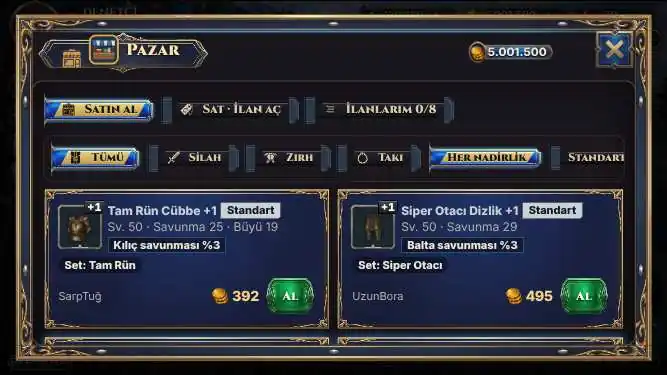 PAZAR
5.001.500
SATIN AL
SAT · İLAN AÇ
İLANLARIM 0/8
TÜMÜ
SİLAH
ZIRH
TAKI
HER NADİRLİK
STANDART
+1
Tam Rün Cübbe +1 Standart
Sv. 50 · Savunma 25 · Büyü 19
Kılıç savunması %3
Set: Tam Rün
SarpTuğ
392
AL
+1
Siper Otacı Dizlik +1 Standart
Sv. 50 · Savunma 29
Balta savunması %3
Set: Siper Otacı
UzunBora
495
AL